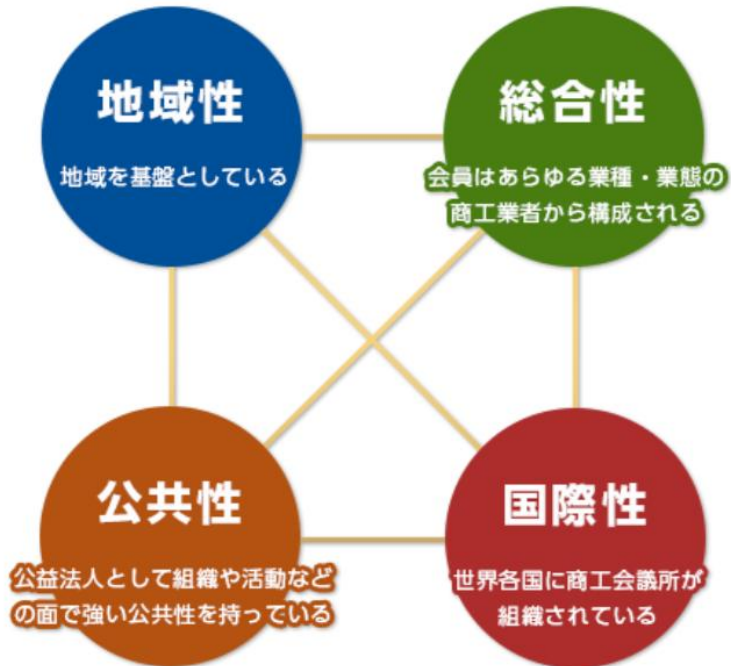 地域性
地域を基盤としている
総合性
会員はあらゆる業種・業態の
商工業者から構成される
公共性
公益法人として組織や活動など
の面で強い公共性を持っている
国際性
世界各国に商工会議所が
組織されている